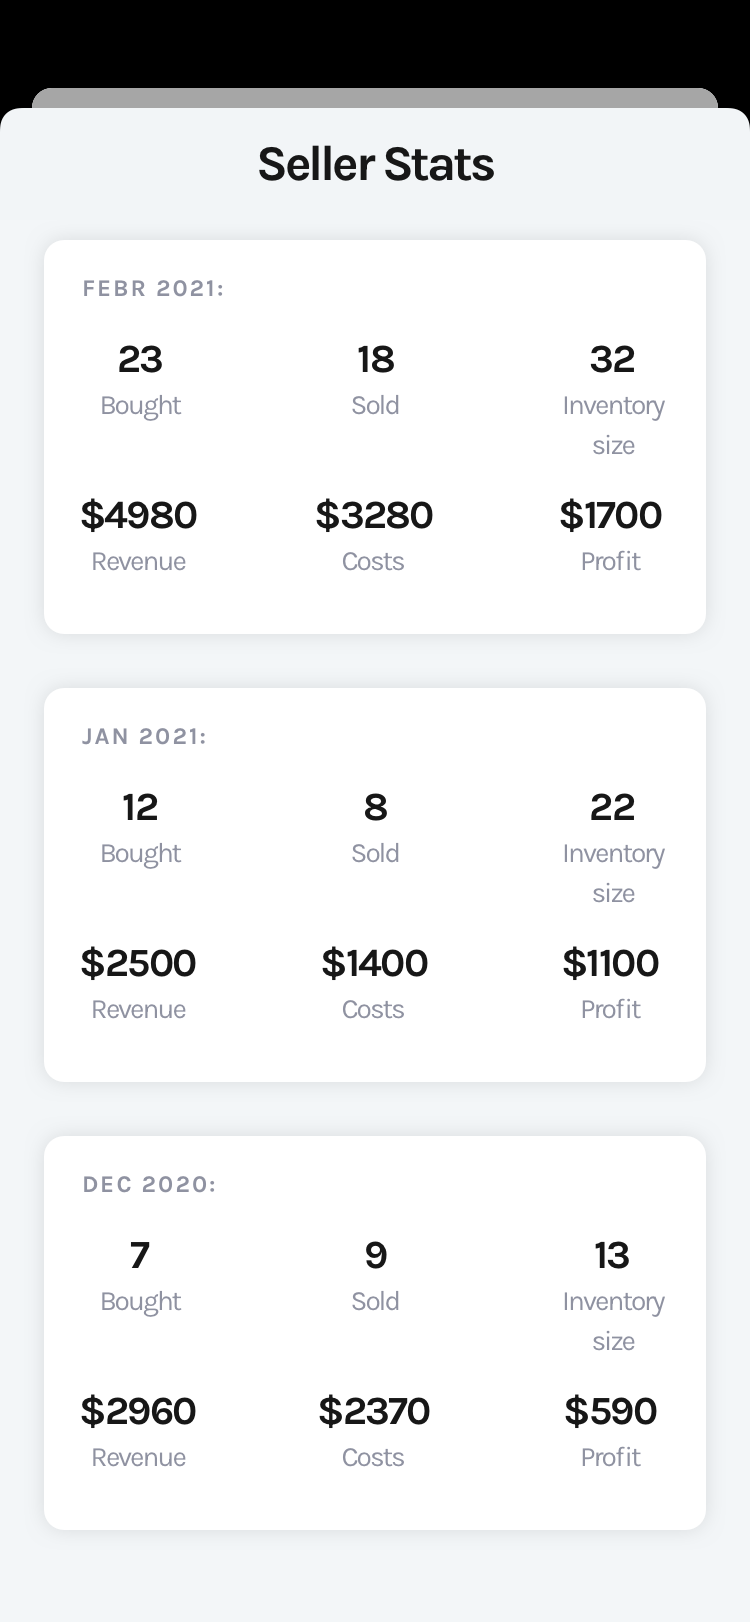 Seller Stats
FEBR 2021:
23 18 32
Bought Sold Inventory
size
$4980 $3280 $1700
Revenue Costs Profit
JAN 2021:
12 8 22
Bought Sold Inventory
size
$2500 $1400 $1100
Revenue Costs Profit
DEC 2020:
7 9 13
Bought Sold Inventory
size
$2960 $2370 $590
Revenue Costs Profit